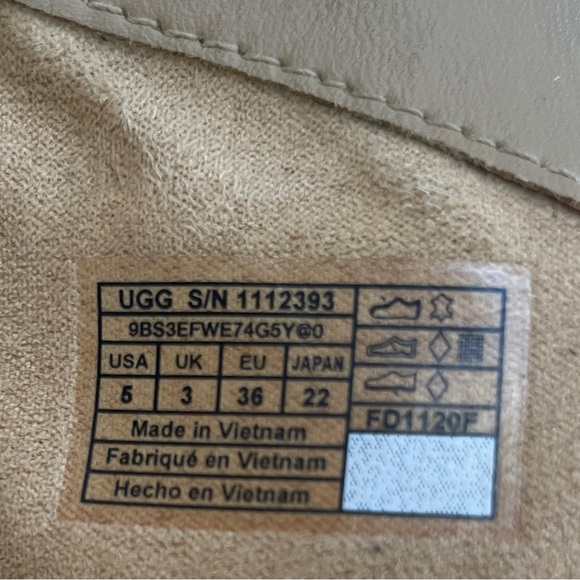 UGG S/N 1112393
9BS3EFWE74G5Y@0
USA UK EU JAPAN
5 3 36 22
FD1120F
Made in Vietnam
Fabriqué en Vietnam
Hecho en Vietnam